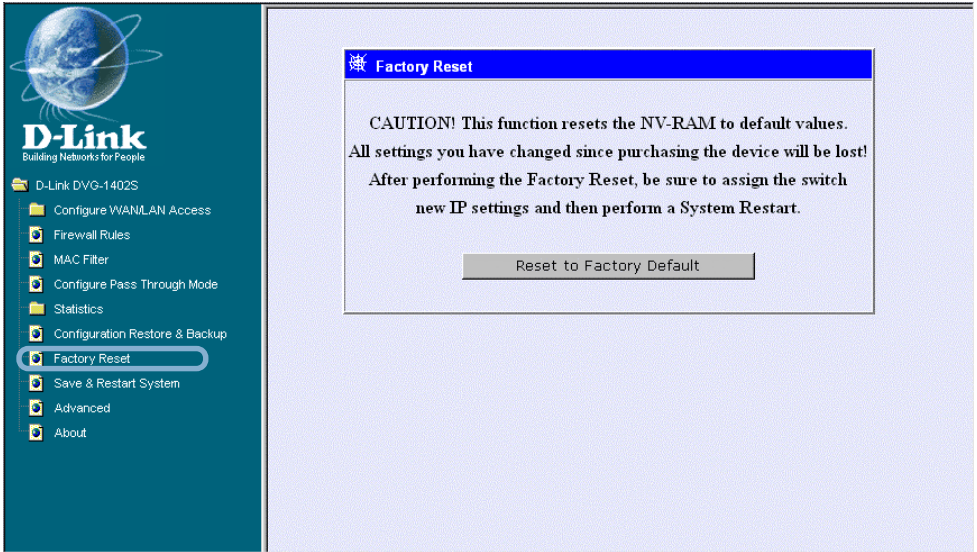 D-Link
Building Networks for People
D-Link DVG-1402S
Configure WAN/LAN Access
Firewall Rules
MAC Filter
Configure Pass Through Mode
Statistics
Configuration Restore & Backup
Factory Reset
Save & Restart System
Advanced
About
Factory Reset
CAUTION! This function resets the NV-RAM to default values.
All settings you have changed since purchasing the device will be lost!
After performing the Factory Reset, be sure to assign the switch
new IP settings and then perform a System Restart.
Reset to Factory Default